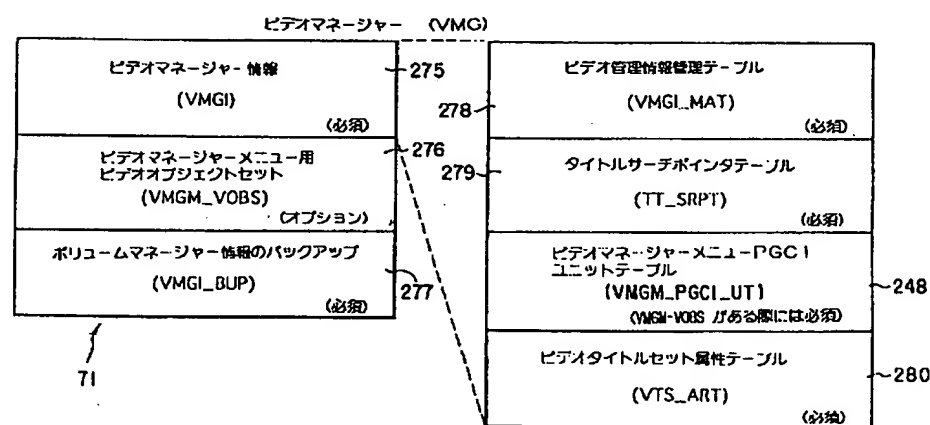 ビデオマネージャー (VMG)
ビデオマネージャー情報
(VMGI)
(必須)
275
ビデオマネージャーメニュー用
ビデオオブジェクトセット
(VMGM_VOBS)
(オプション)
276
ボリュームマネージャー情報のバックアップ
(VMGI_BUP)
(必須)
277
71
ビデオ管理情報管理テーブル
(VMGI_MAT)
(必須)
278
タイトルサーチポインタテーブル
(TT_SRPT)
(必須)
279
ビデオマネージャーメニューPGCI
ユニットテーブル
(VMGM_PGCI_UT)
(VMGM-VOBS がある際には必須)
248
ビデオタイトルセット属性テーブル
(VTS_ART)
(必須)
280